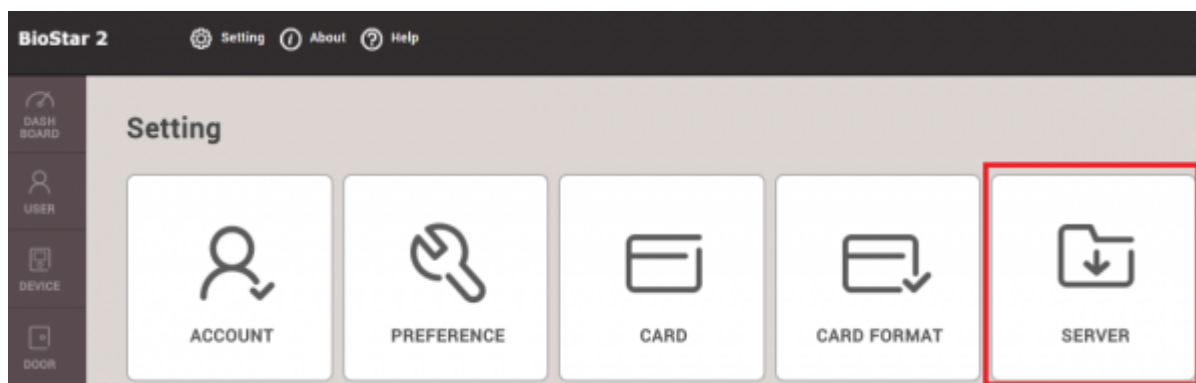 BioStar 2 Setting About Help
DASH
BOARD
Setting
USER
DEVICE
DOOR
ACCOUNT PREFERENCE CARD CARD FORMAT SERVER